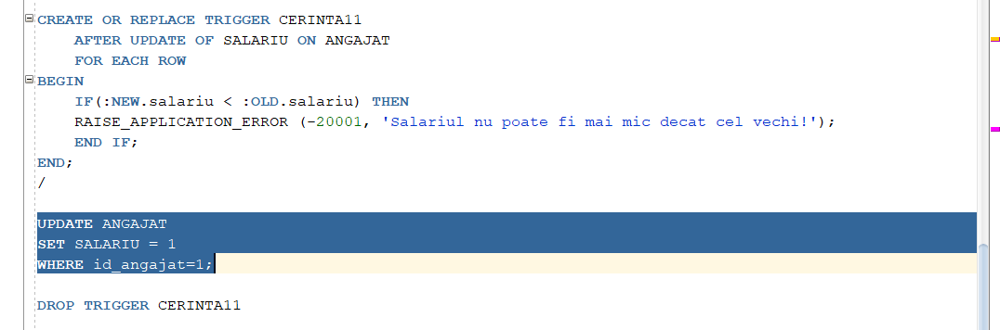 CREATE OR REPLACE TRIGGER CERINTA11
AFTER UPDATE OF SALARIU ON ANGAJAT
FOR EACH ROW
BEGIN
IF(:NEW.salariu < :OLD.salariu) THEN
RAISE_APPLICATION_ERROR (-20001, 'Salariul nu poate fi mai mic decat cel vechi!');
END IF;
END;
/
UPDATE ANGAJAT
SET SALARIU = 1
WHERE id_angajat=1;
DROP TRIGGER CERINTA11